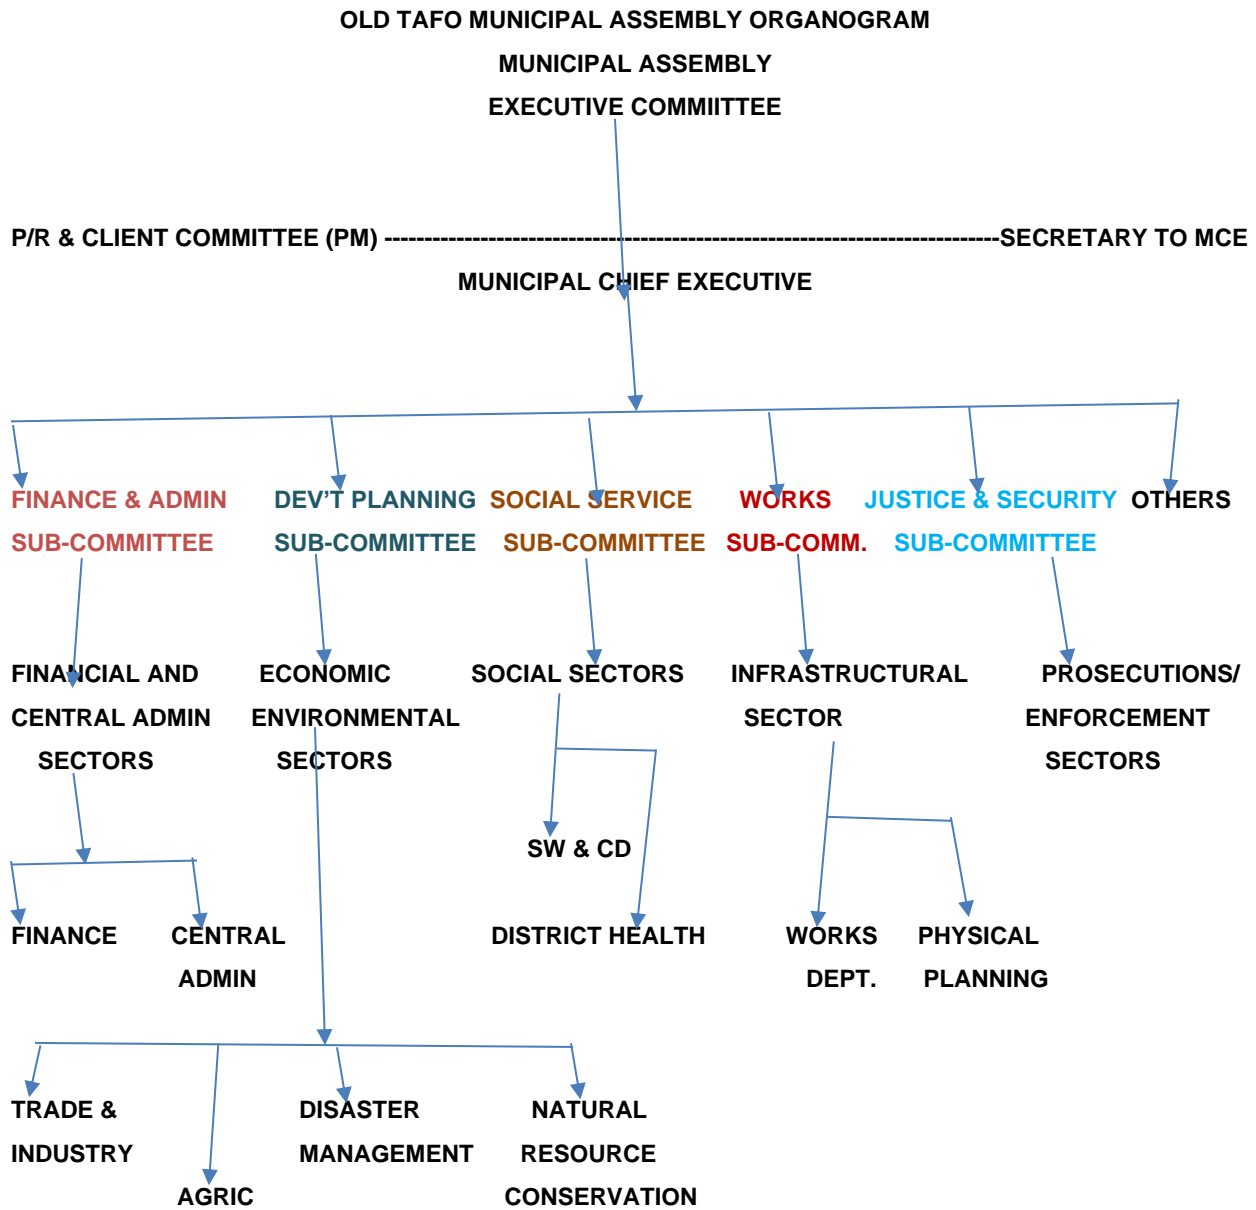 OLD TAFO MUNICIPAL ASSEMBLY ORGANOGRAM
MUNICIPAL ASSEMBLY
EXECUTIVE COMMIITTEE
P/R & CLIENT COMMITTEE (PM) -----------------------------------------------------------------------------SECRETARY TO MCE
MUNICIPAL CHIEF EXECUTIVE
FINANCE & ADMIN DEV'T PLANNING SOCIAL SERVICE WORKS JUSTICE & SECURITY OTHERS
SUB-COMMITTEE SUB-COMMITTEE SUB-COMMITTEE SUB-COMM. SUB-COMMITTEE
FINANCIAL AND ECONOMIC SOCIAL SECTORS INFRASTRUCTURAL PROSECUTIONS/
CENTRAL ADMIN ENVIRONMENTAL SECTOR ENFORCEMENT
SECTORS SECTORS SECTORS
SW & CD
FINANCE CENTRAL DISTRICT HEALTH WORKS PHYSICAL
ADMIN DEPT. PLANNING
TRADE & DISASTER NATURAL
INDUSTRY MANAGEMENT RESOURCE
AGRIC CONSERVATION